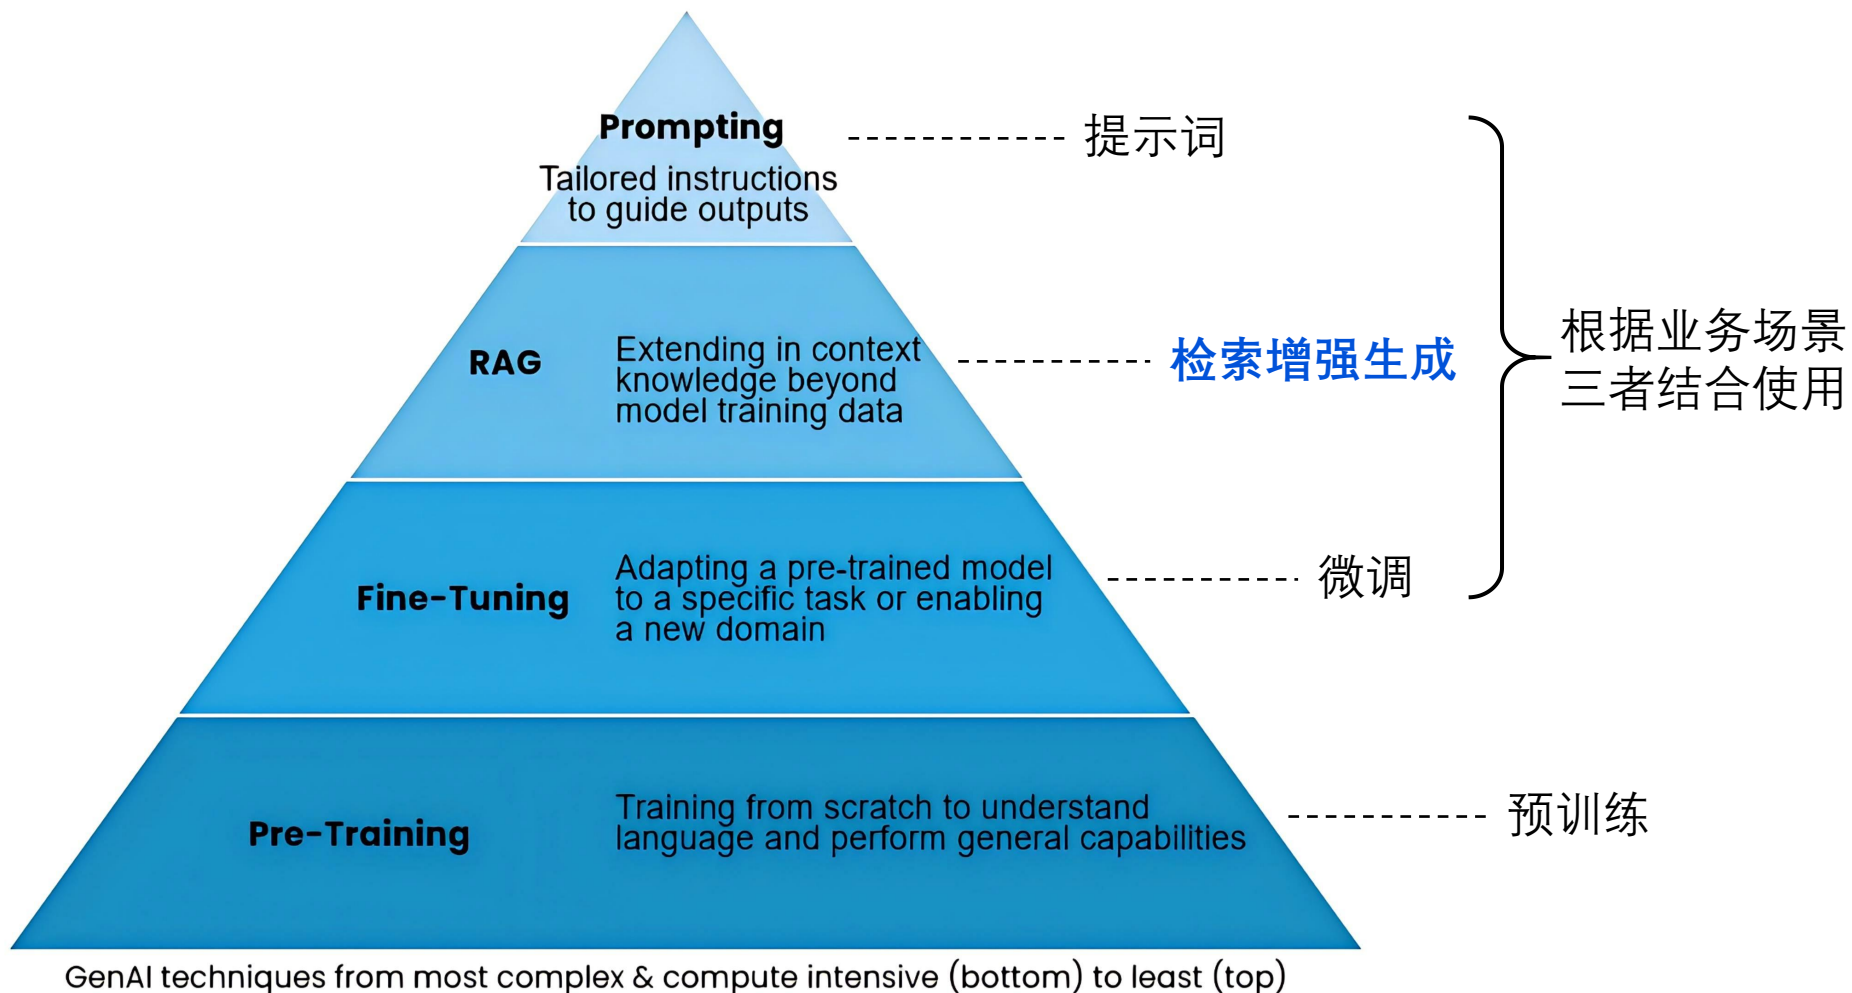 Prompting
Tailored instructions
to guide outputs
提示词
RAG
Extending in context
knowledge beyond
model training data
检索增强生成
根据业务场景
三者结合使用
Fine-Tuning
Adapting a pre-trained model
to a specific task or enabling
a new domain
微调
Pre-Training
Training from scratch to understand
language and perform general capabilities
预训练
GenAI techniques from most complex & compute intensive (bottom) to least (top)